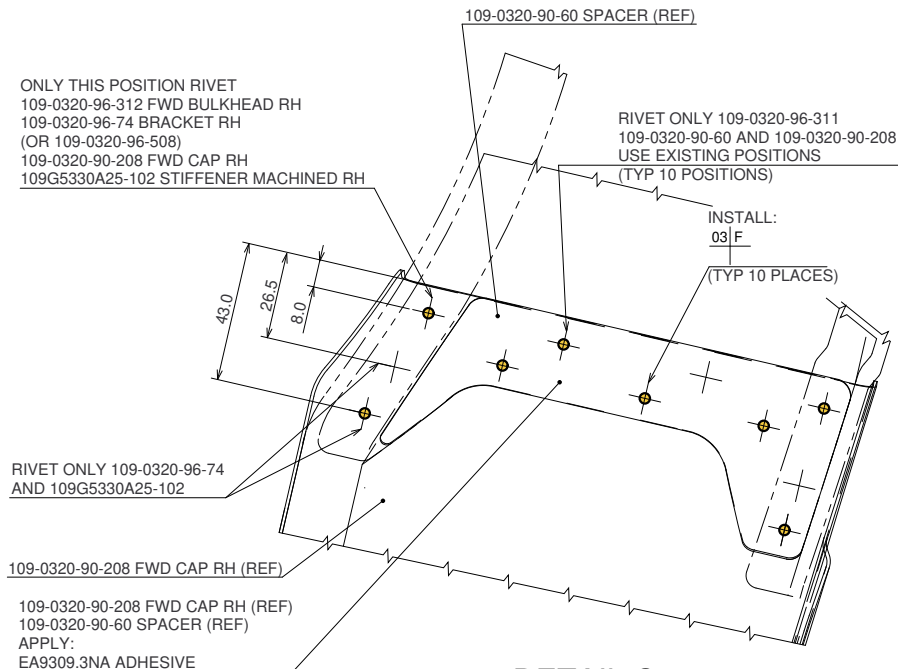 109-0320-90-60 SPACER (REF)
ONLY THIS POSITION RIVET
109-0320-96-312 FWD BULKHEAD RH
109-0320-96-74 BRACKET RH
(OR 109-0320-96-508)
109-0320-90-208 FWD CAP RH
109G5330A25-102 STIFFENER MACHINED RH
RIVET ONLY 109-0320-96-311
109-0320-90-60 AND 109-0320-90-208
USE EXISTING POSITIONS
(TYP 10 POSITIONS)
INSTALL:
03 F
(TYP 10 PLACES)
43.0
26.5
8.0
RIVET ONLY 109-0320-96-74
AND 109G5330A25-102
109-0320-90-208 FWD CAP RH (REF)
109-0320-90-208 FWD CAP RH (REF)
109-0320-90-60 SPACER (REF)
APPLY:
EA9309.3NA ADHESIVE